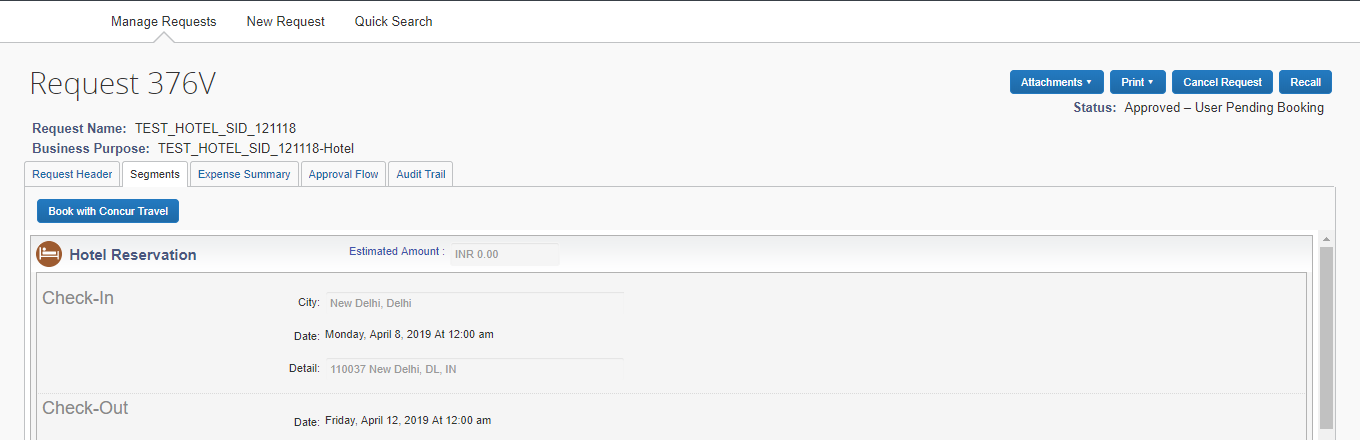 Manage Requests New Request Quick Search
Request 376V
Attachments Print Cancel Request Recall
Status: Approved – User Pending Booking
Request Name: TEST_HOTEL_SID_121118
Business Purpose: TEST_HOTEL_SID_121118-Hotel
Request Header Segments Expense Summary Approval Flow Audit Trail
Book with Concur Travel
Hotel Reservation Estimated Amount : INR 0.00
Check-In
City: New Delhi, Delhi
Date: Monday, April 8, 2019 At 12:00 am
Detail: 110037 New Delhi, DL, IN
Check-Out
Date: Friday, April 12, 2019 At 12:00 am